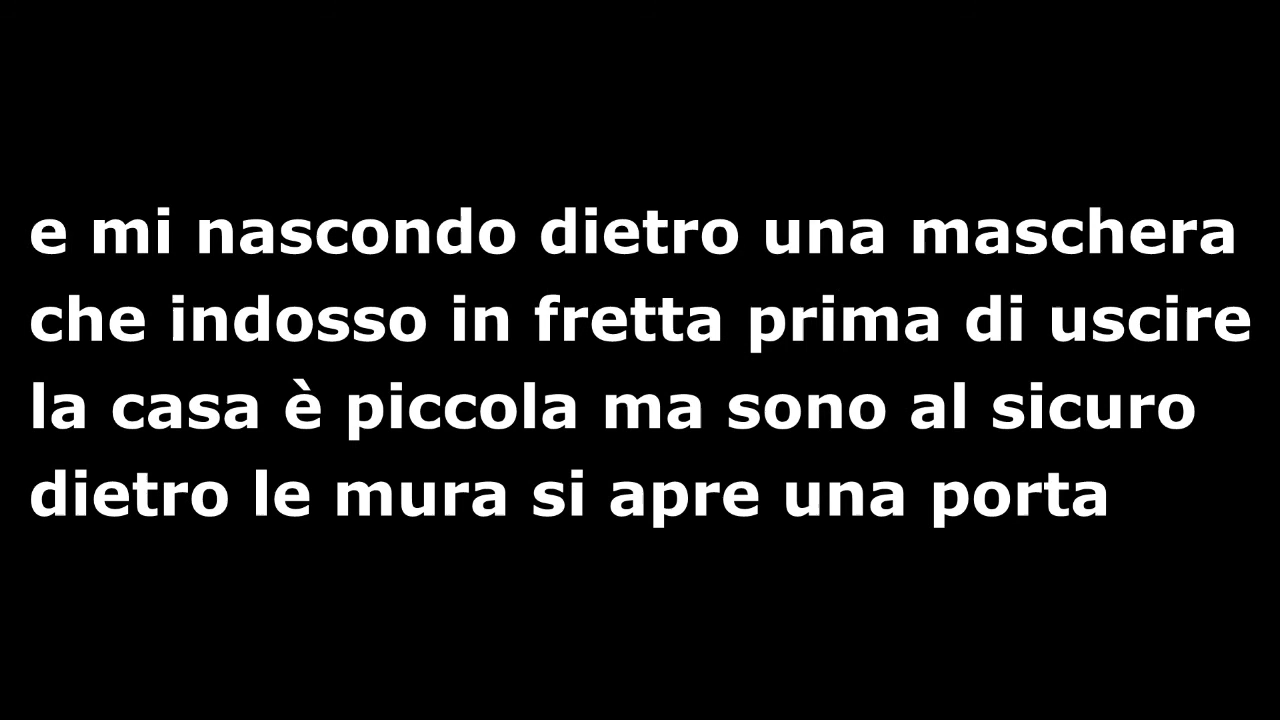 e mi nascondo dietro una maschera
che indosso in fretta prima di uscire
la casa è piccola ma sono al sicuro
dietro le mura si apre una porta